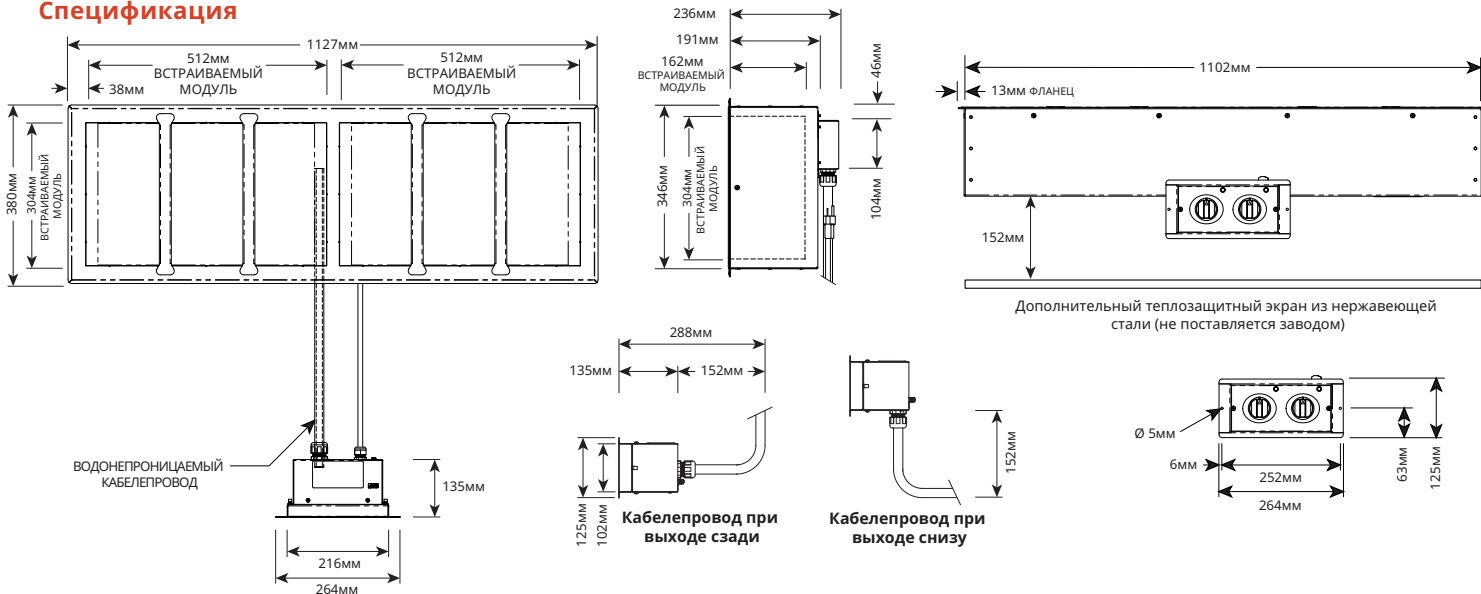 Спецификация
1127мм
512мм
ВСТРАИВАЕМЫЙ
МОДУЛЬ
512мм
ВСТРАИВАЕМЫЙ
МОДУЛЬ
38мм
380мм
304мм
ВСТРАИВАЕМЫЙ
МОДУЛЬ
ВОДОНЕПРОНИЦАЕМЫЙ
КАБЕЛЕПРОВОД
135мм
216мм
264мм
236мм
191мм
162мм
ВСТРАИВАЕМЫЙ
МОДУЛЬ
46мм
346мм
304мм
ВСТРАИВАЕМЫЙ
МОДУЛЬ
104мм
1102мм
13мм ФЛАНЕЦ
152мм
Дополнительный теплозащитный экран из нержавеющей
стали (не поставляется заводом)
288мм
135мм
152мм
125мм
102мм
Кабелепровод при
выходе сзади
152мм
Кабелепровод при
выходе снизу
Ø 5мм
6мм
252мм
264мм
63мм
125мм